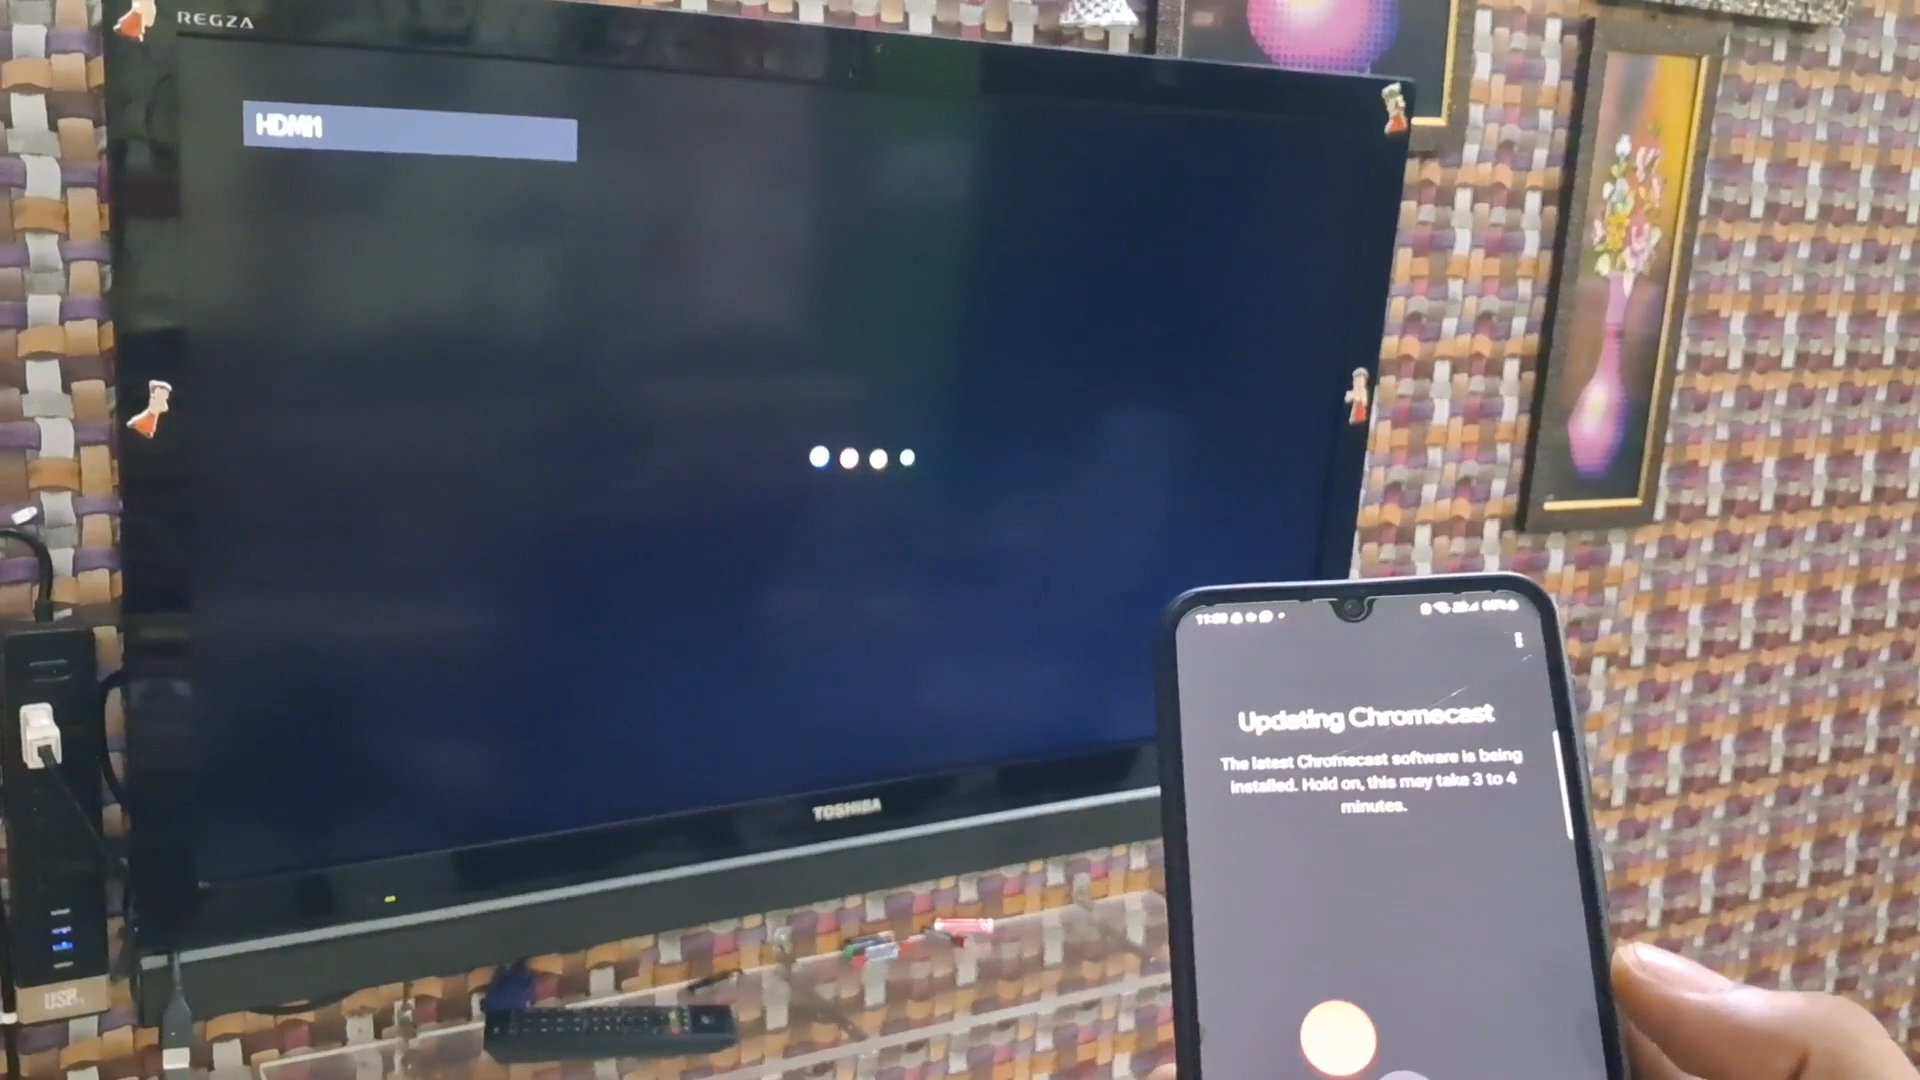 REGZA
HDMI1
TOSHIBA
Updating Chromecast
The latest Chromecast software is being
installed. Hold on, this may take 3 to 4
minutes.
USB